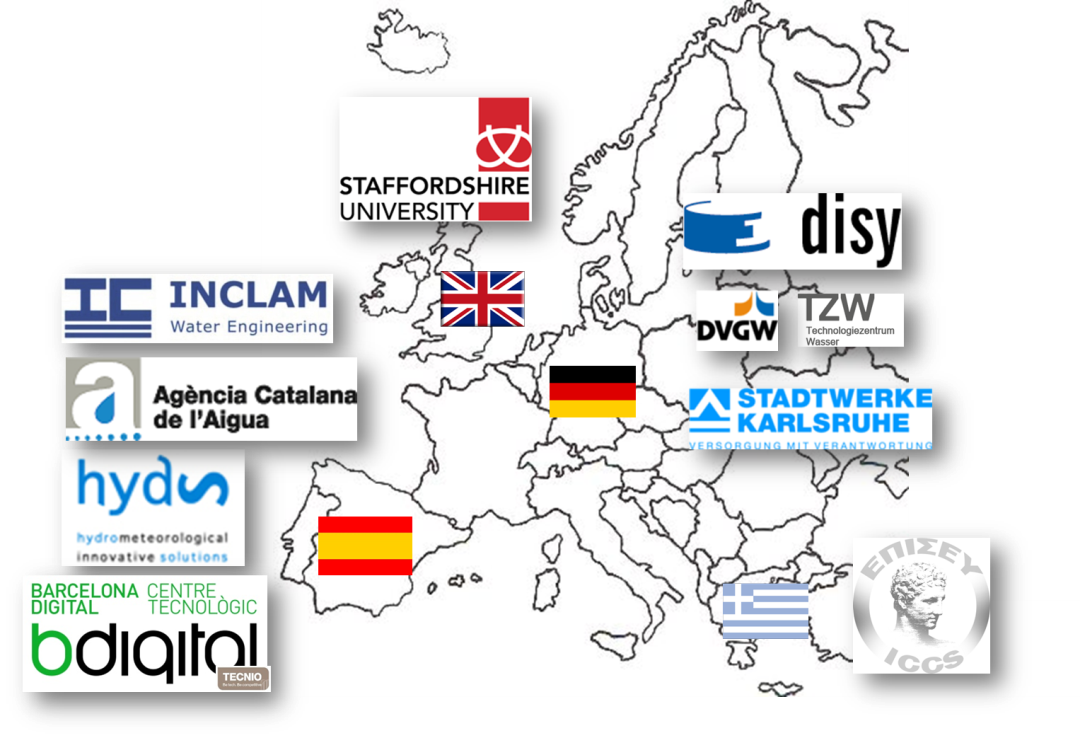 STAFFORDSHIRE
UNIVERSITY
disy
INCLAM
Water Engineering
DVGW
TZW
Technologiezentrum
Wasser
Agència Catalana
de l'Aigua
STADTWERKE
KARLSRUHE
VERSORGUNG MIT VERANTWORTUNG
hyds
hydrometeorological
innovative solutions
ΕΠΙΣΕΥ
ICCS
BARCELONA CENTRE
DIGITAL TECNOLÒGIC
bdigital
TECNIO